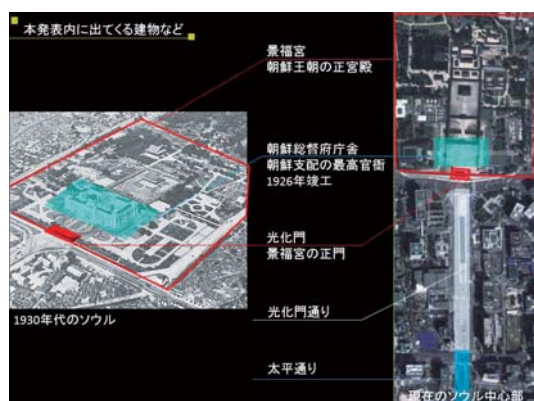 本発表内に出てくる建物など
景福宮
朝鮮王朝の正宮殿
朝鮮総督府庁舎
朝鮮支配の最高官衙
1926年竣工
光化門
景福宮の正門
光化門通り
太平通り
1930年代のソウル
現在のソウル中心部